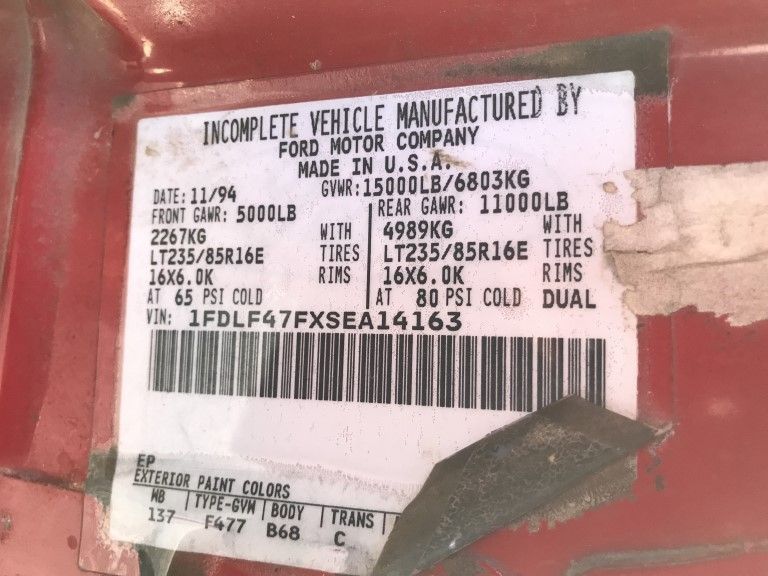 INCOMPLETE VEHICLE MANUFACTURED BY
FORD MOTOR COMPANY
MADE IN U.S.A.
DATE: 11/94 GVWR:15000LB/6803KG
FRONT GAWR: 5000LB REAR GAWR: 11000LB
2267KG WITH 4989KG WITH
LT235/85R16E TIRES LT235/85R16E TIRES
16X6.0K RIMS 16X6.0K RIMS
AT 65 PSI COLD AT 80 PSI COLD DUAL
VIN: 1FDLF47FXSEA14163
EP
EXTERIOR PAINT COLORS
WB TYPE-GVW BODY TRANS
137 F477 B68 C